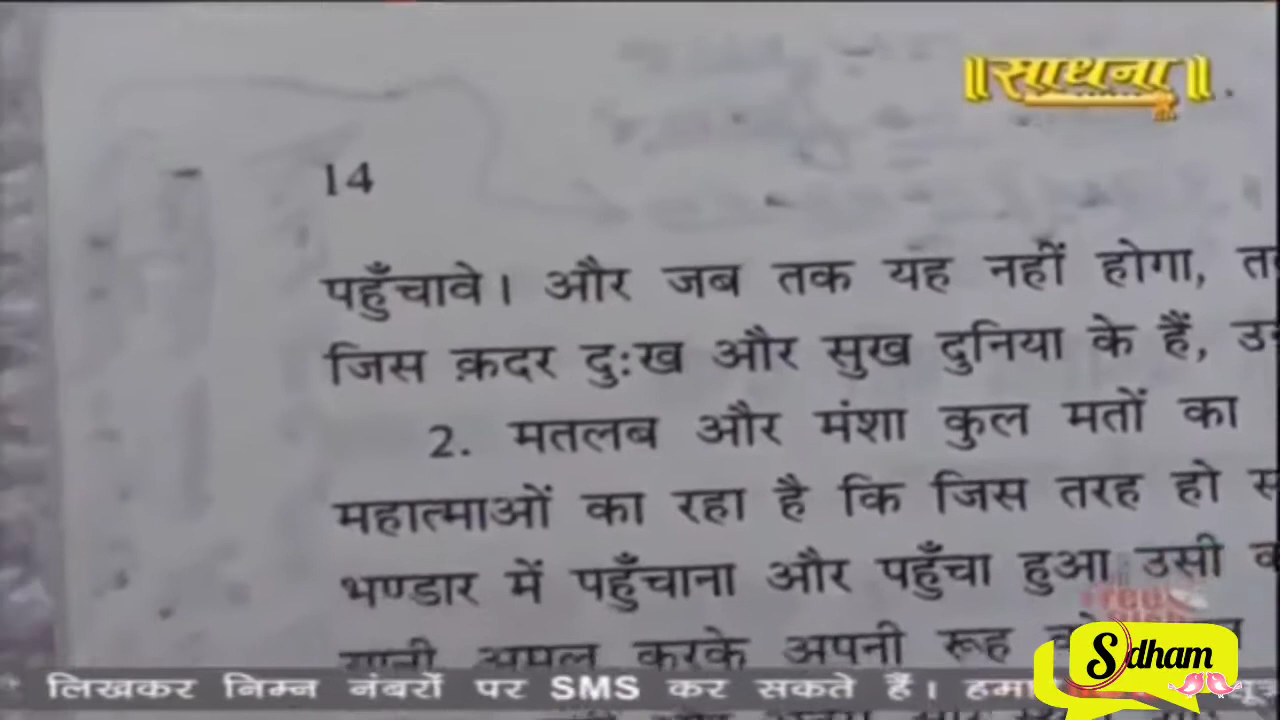 ॥साधना॥
14
पहुँचावे। और जब तक यह नहीं होगा,
जिस क़दर दुःख और सुख दुनिया के हैं,
2. मतलब और मंशा कुल मतों का
महात्माओं का रहा है कि जिस तरह हो
भण्डार में पहुँचाना और पहुँचा हुआ उसी
यानी अमल करके अपनी रूह
Sdham
लिखकर निम्न नंबरों पर SMS कर सकते हैं।